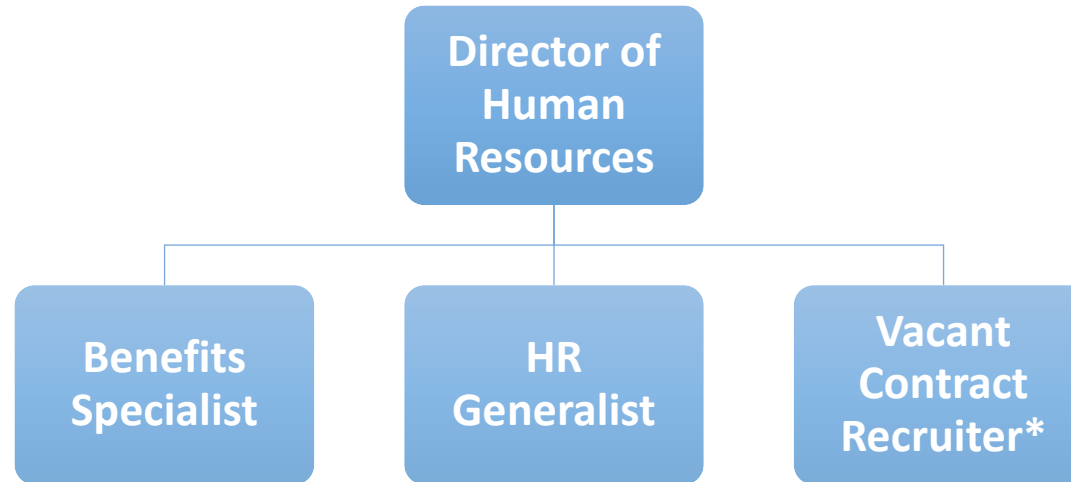 Director of
Human
Resources
Benefits
Specialist
HR
Generalist
Vacant
Contract
Recruiter*